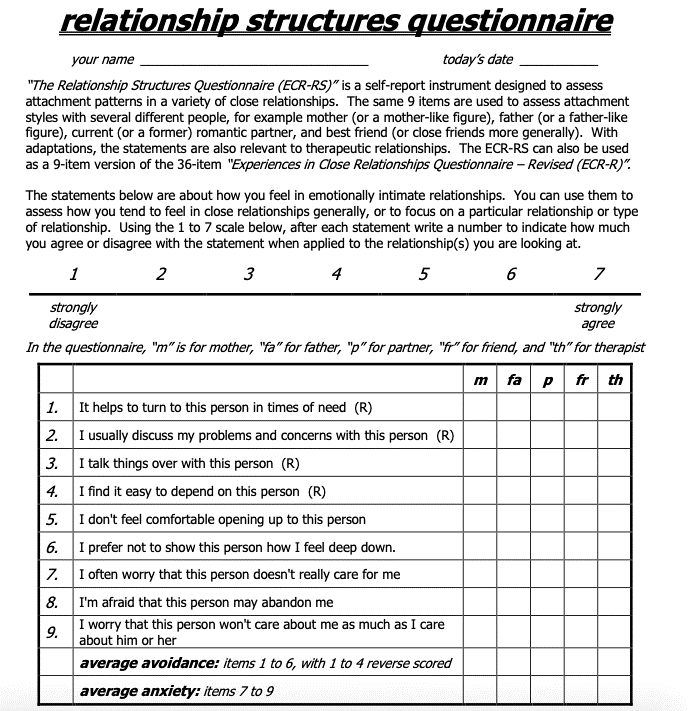 relationship structures questionnaire
your name ________________________________ today's date ___________
"The Relationship Structures Questionnaire (ECR-RS)" is a self-report instrument designed to assess
attachment patterns in a variety of close relationships. The same 9 items are used to assess attachment
styles with several different people, for example mother (or a mother-like figure), father (or a father-like
figure), current (or a former) romantic partner, and best friend (or close friends more generally). With
adaptations, the statements are also relevant to therapeutic relationships. The ECR-RS can also be used
as a 9-item version of the 36-item "Experiences in Close Relationships Questionnaire – Revised (ECR-R)".
The statements below are about how you feel in emotionally intimate relationships. You can use them to
assess how you tend to feel in close relationships generally, or to focus on a particular relationship or type
of relationship. Using the 1 to 7 scale below, after each statement write a number to indicate how much
you agree or disagree with the statement when applied to the relationship(s) you are looking at.
1 2 3 4 5 6 7
strongly strongly
disagree agree
In the questionnaire, "m" is for mother, "fa" for father, "p" for partner, "fr" for friend, and "th" for therapist
m fa p fr th
1. It helps to turn to this person in times of need (R)
2. I usually discuss my problems and concerns with this person (R)
3. I talk things over with this person (R)
4. I find it easy to depend on this person (R)
5. I don't feel comfortable opening up to this person
6. I prefer not to show this person how I feel deep down.
7. I often worry that this person doesn't really care for me
8. I'm afraid that this person may abandon me
9. I worry that this person won't care about me as much as I care
about him or her
average avoidance: items 1 to 6, with 1 to 4 reverse scored
average anxiety: items 7 to 9